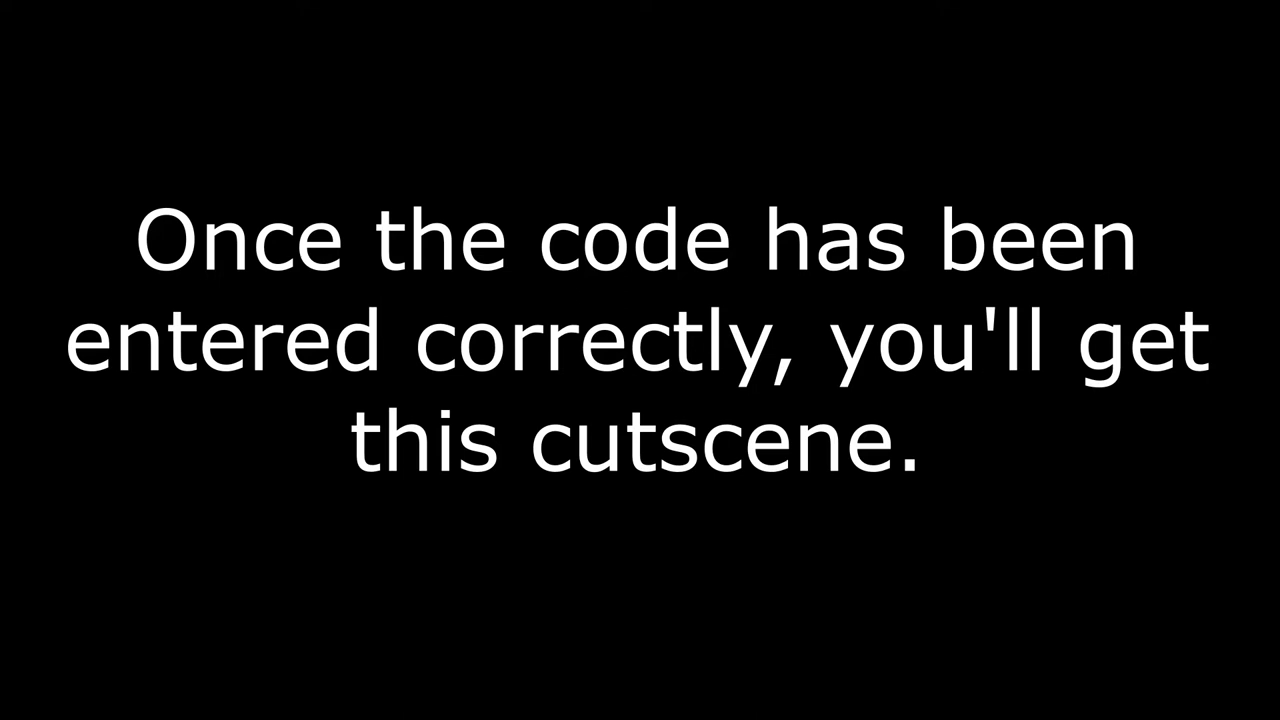 Once the code has been
entered correctly, you'll get
this cutscene.